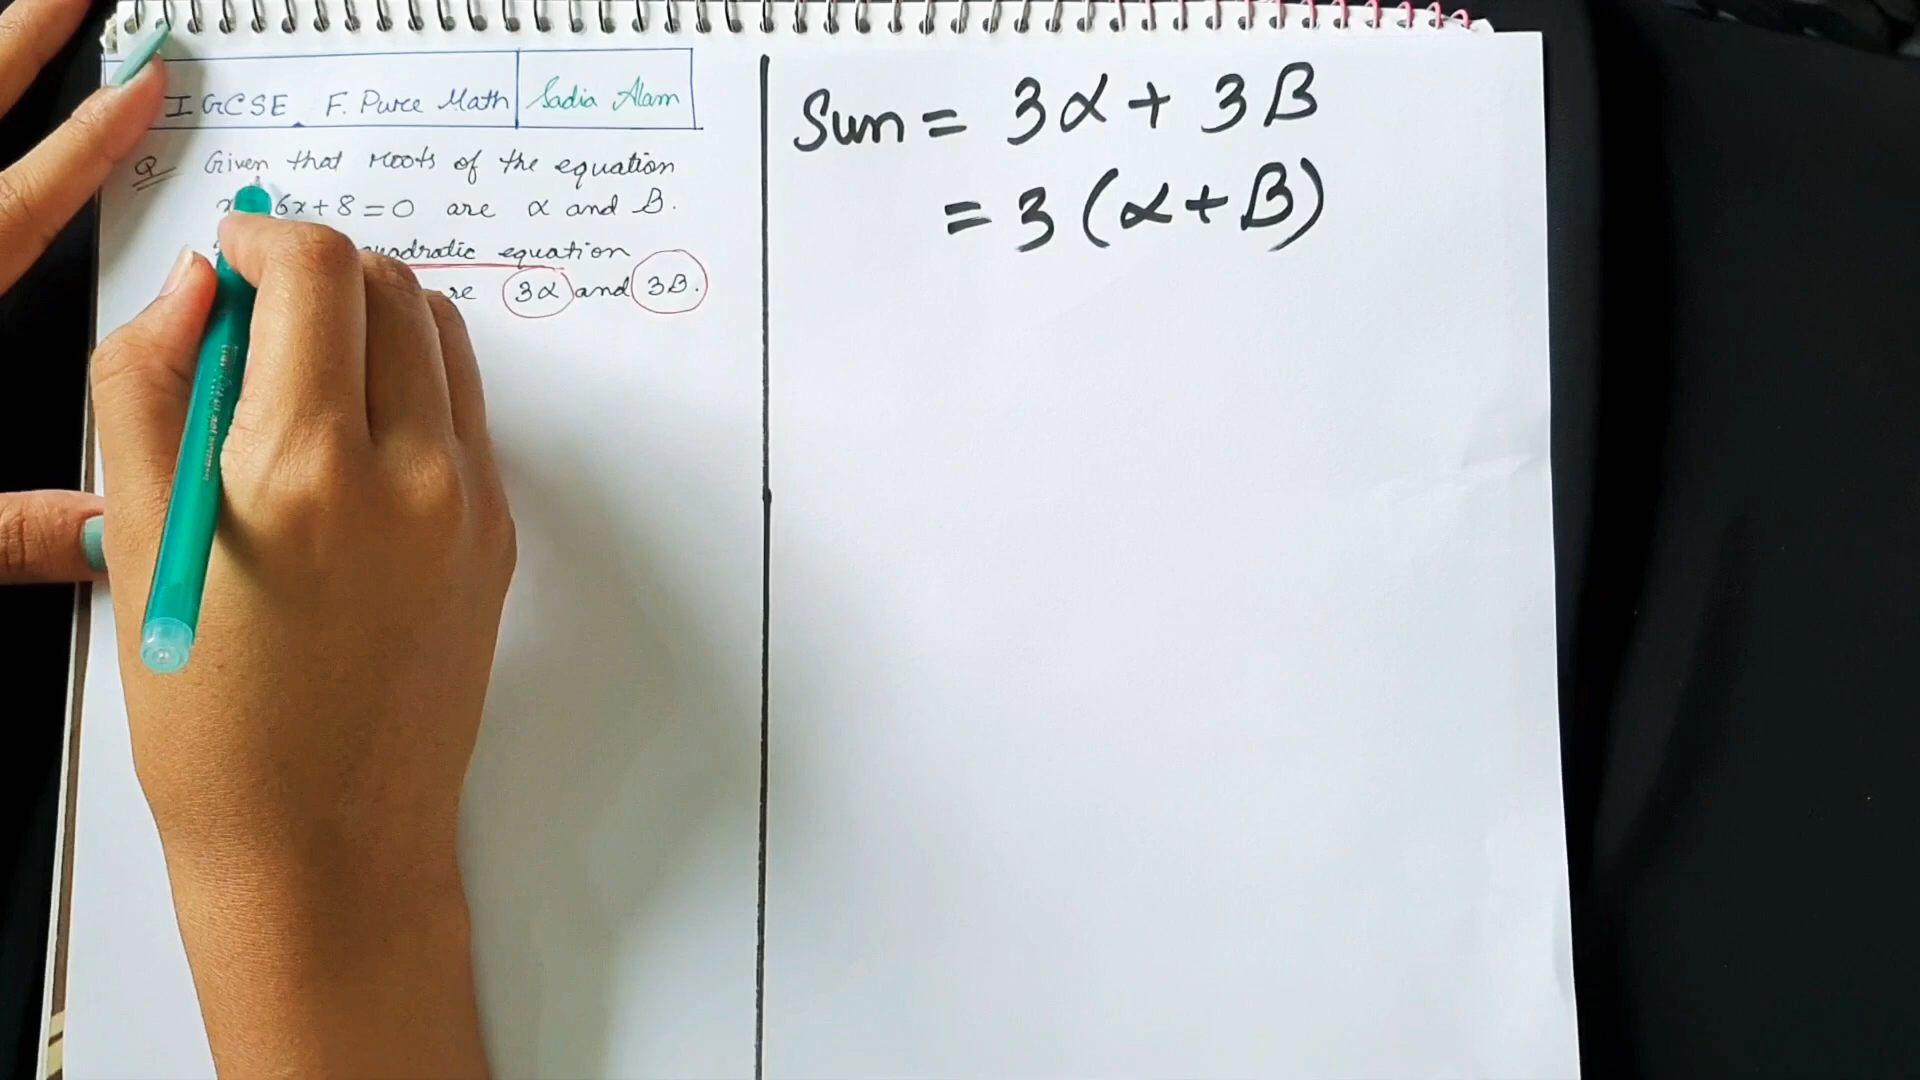 IGCSE F. Pure Math
Sadia Alam
Q Given that roots of the equation
6x+8=0 are α and β.
quadratic equation
3α and 3β.
Sum = 3α + 3β
= 3(α+β)